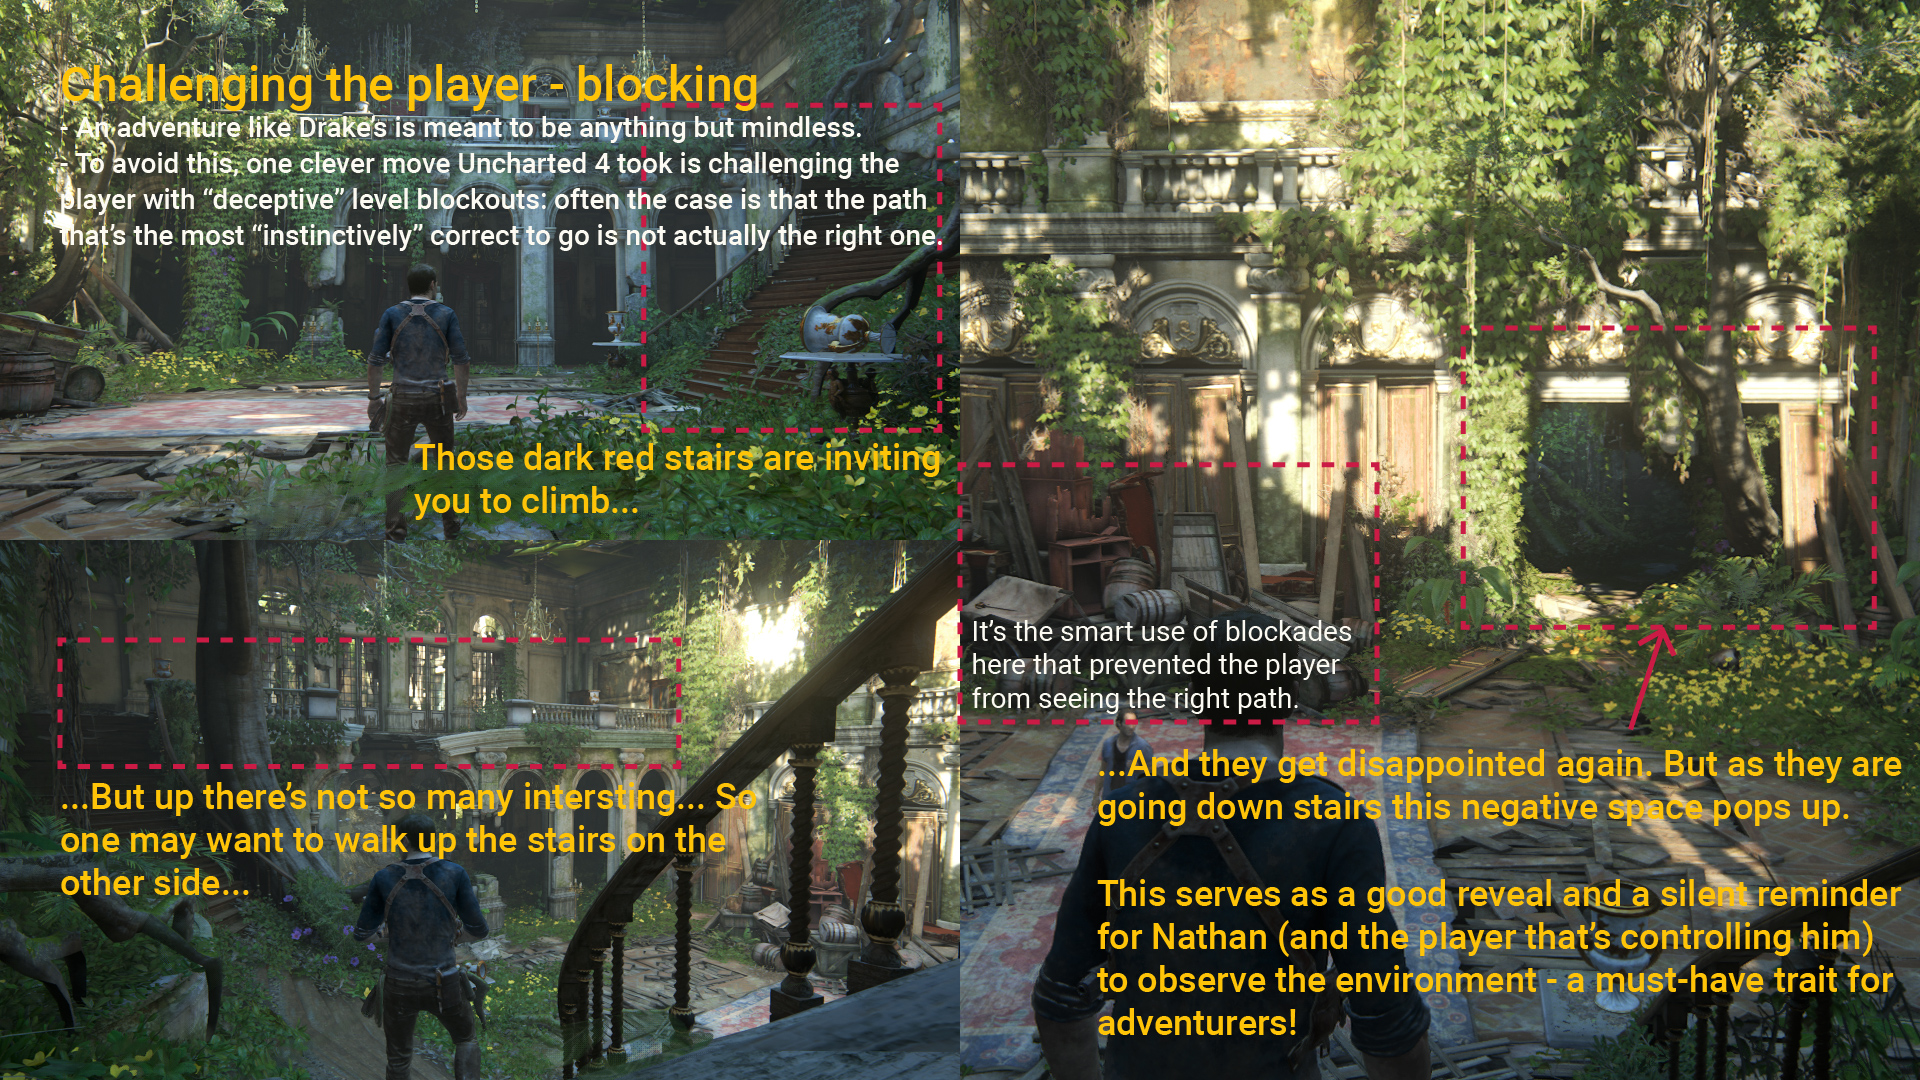 Challenging the player - blocking
- An adventure like Drake's is meant to be anything but mindless.
- To avoid this, one clever move Uncharted 4 took is challenging the
player with “deceptive” level blockouts: often the case is that the path
that's the most “instinctively” correct to go is not actually the right one.
Those dark red stairs are inviting
you to climb...
...But up there's not so many intersting... So
one may want to walk up the stairs on the
other side...
It's the smart use of blockades
here that prevented the player
from seeing the right path.
...And they get disappointed again. But as they are
going down stairs this negative space pops up.
This serves as a good reveal and a silent reminder
for Nathan (and the player that's controlling him)
to observe the environment - a must-have trait for
adventurers!